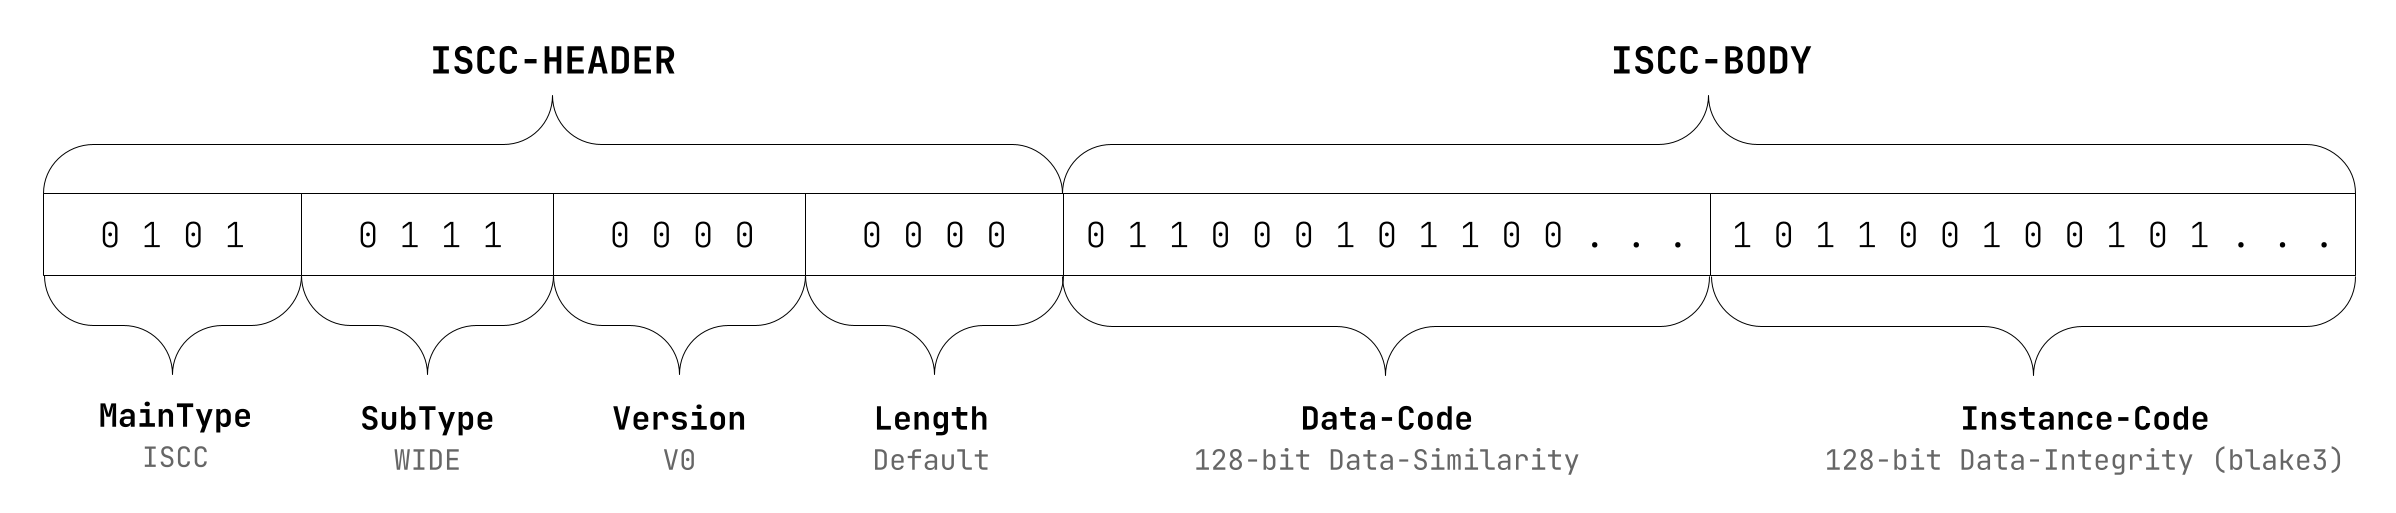 ISCC-HEADER ISCC-BODY
0 1 0 1 0 1 1 1 0 0 0 0 0 0 0 0 0 1 1 0 0 0 1 0 1 1 0 0 . . . 1 0 1 1 0 0 1 0 0 1 0 1 . . .
MainType SubType Version Length Data-Code Instance-Code
ISCC WIDE V0 Default 128-bit Data-Similarity 128-bit Data-Integrity (blake3)